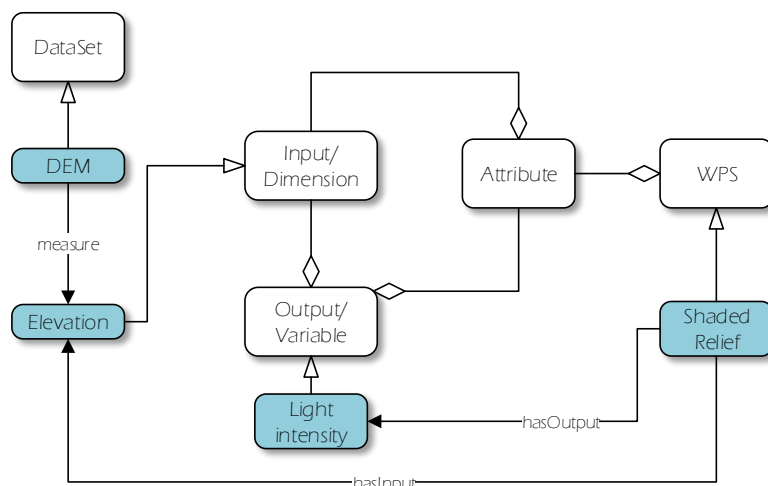 DataSet
DEM
measure
Elevation
Input/
Dimension
Attribute
WPS
Output/
Variable
Shaded
Relief
Light
intensity
hasOutput
hasInput